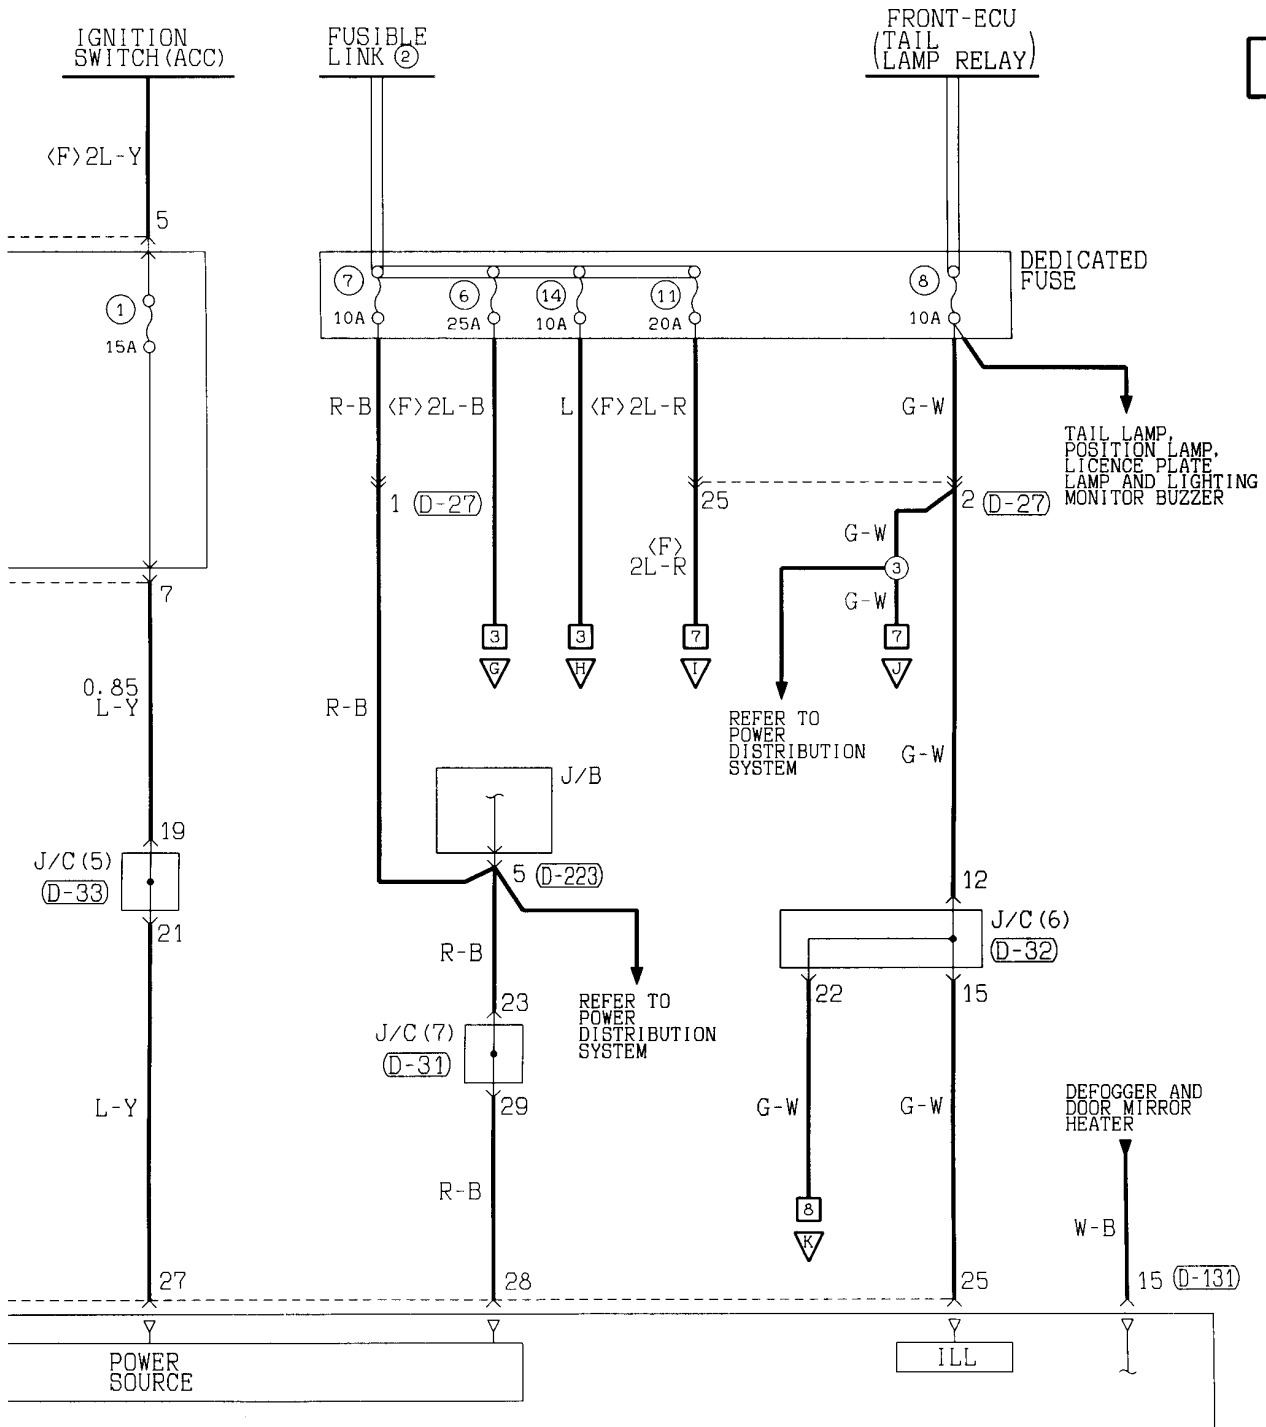 IGNITION
SWITCH(ACC)
FUSIBLE
LINK ②
FRONT-ECU
(TAIL
LAMP RELAY)
<F>2L-Y
5
DEDICATED
FUSE
7
6
14
11
8
1
10A
25A
10A
20A
10A
15A
R-B
<F>2L-B
L
<F>2L-R
G-W
TAIL LAMP,
POSITION LAMP,
LICENCE PLATE
LAMP AND LIGHTING
MONITOR BUZZER
1 (D-27)
25
2 (D-27)
G-W
<F>
2L-R
3
7
G-W
3
3
7
7
G
H
I
J
0.85
L-Y
R-B
REFER TO
POWER
DISTRIBUTION
SYSTEM
G-W
J/B
19
J/C(5)
(D-33)
5 (D-223)
12
21
J/C(6)
(D-32)
R-B
22
15
23
REFER TO
POWER
DISTRIBUTION
SYSTEM
J/C(7)
(D-31)
L-Y
29
G-W
G-W
DEFOGGER AND
DOOR MIRROR
HEATER
R-B
8
K
W-B
27
28
25
15 (D-131)
POWER
SOURCE
ILL